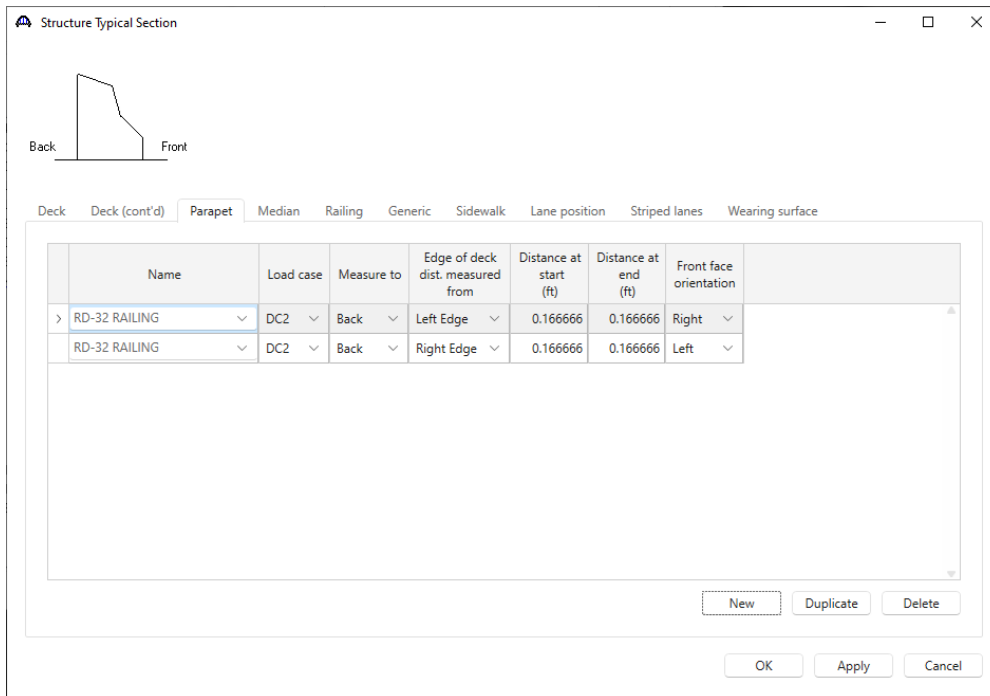 Structure Typical Section
Back Front
Deck Deck (cont'd) Parapet Median Railing Generic Sidewalk Lane position Striped lanes Wearing surface
Name Load case Measure to Edge of deck dist. measured from Distance at start (ft) Distance at end (ft) Front face orientation
RD-32 RAILING DC2 Back Left Edge 0.166666 0.166666 Right
RD-32 RAILING DC2 Back Right Edge 0.166666 0.166666 Left
New Duplicate Delete
OK Apply Cancel